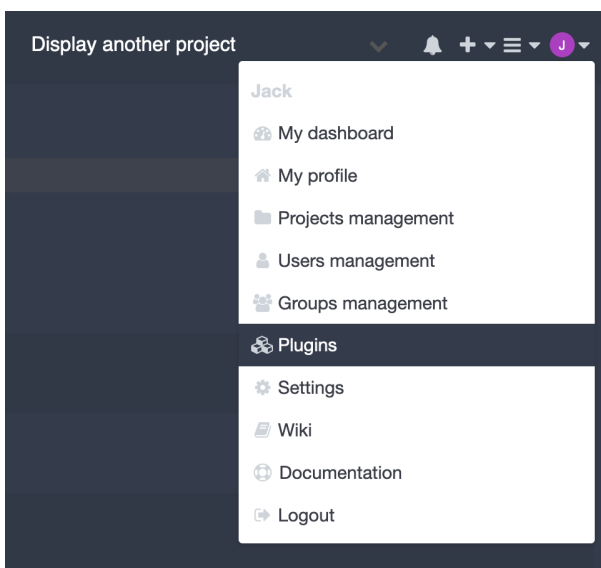 Display another project
J
Jack
My dashboard
My profile
Projects management
Users management
Groups management
Plugins
Settings
Wiki
Documentation
Logout